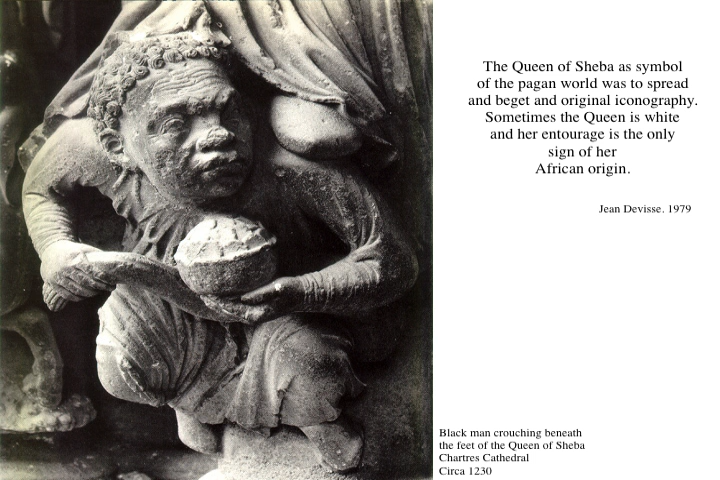 The Queen of Sheba as symbol
of the pagan world was to spread
and beget and original iconography.
Sometimes the Queen is white
and her entourage is the only
sign of her
African origin.
Jean Devisse. 1979
Black man crouching beneath
the feet of the Queen of Sheba
Chartres Cathedral
Circa 1230